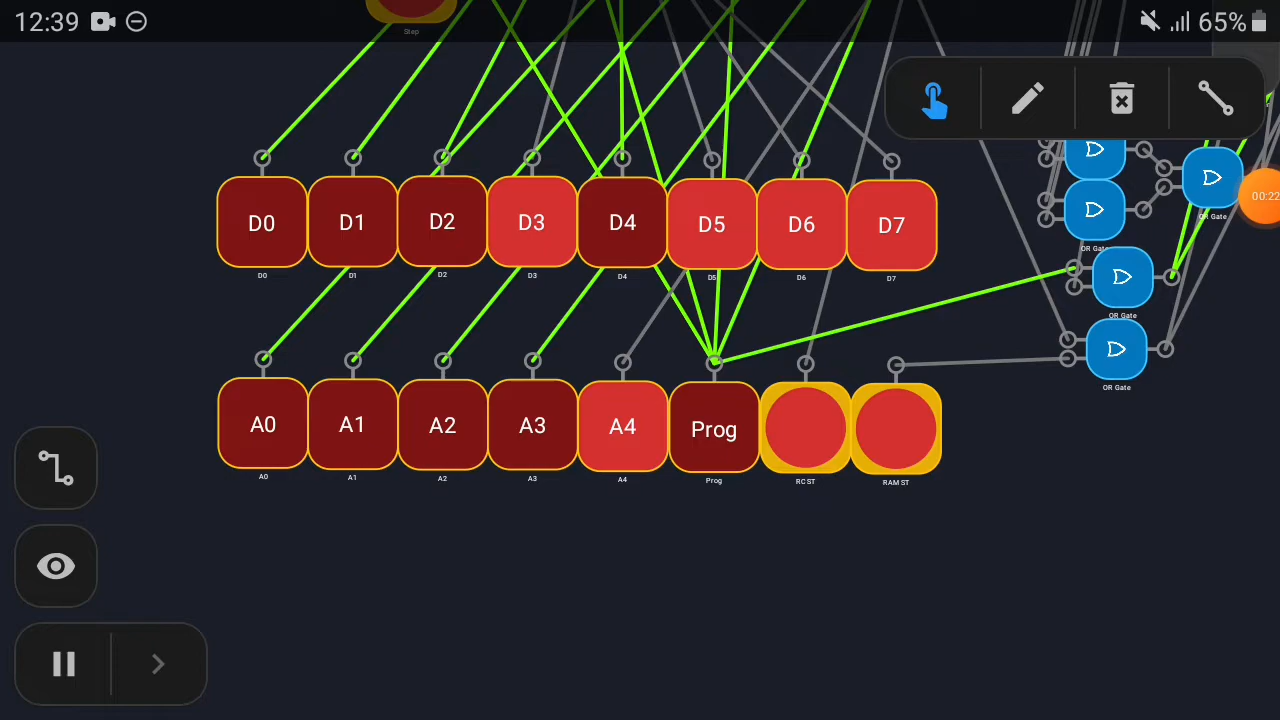 12:39 65%
Step
D0 D1 D2 D3 D4 D5 D6 D7
D0 D1 D2 D3 D4 D5 D6 D7
00:22
OR Gate
OR Gate
OR Gate
OR Gate
A0 A1 A2 A3 A4 Prog
A0 A1 A2 A3 A4 Prog RC ST RAM ST